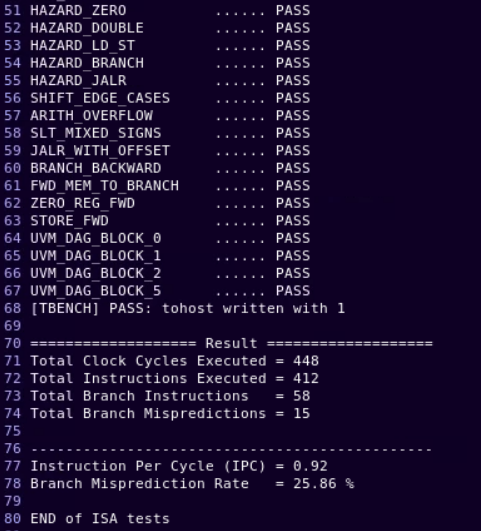 51 HAZARD_ZERO          ...... PASS
52 HAZARD_DOUBLE        ...... PASS
53 HAZARD_LD_ST         ...... PASS
54 HAZARD_BRANCH        ...... PASS
55 HAZARD_JALR          ...... PASS
56 SHIFT_EDGE_CASES     ...... PASS
57 ARITH_OVERFLOW       ...... PASS
58 SLT_MIXED_SIGNS      ...... PASS
59 JALR_WITH_OFFSET     ...... PASS
60 BRANCH_BACKWARD      ...... PASS
61 FWD_MEM_TO_BRANCH    ...... PASS
62 ZERO_REG_FWD         ...... PASS
63 STORE_FWD            ...... PASS
64 UVM_DAG_BLOCK_0      ...... PASS
65 UVM_DAG_BLOCK_1      ...... PASS
66 UVM_DAG_BLOCK_2      ...... PASS
67 UVM_DAG_BLOCK_5      ...... PASS
68 [TBENCH] PASS: tohost written with 1
69
70 =================== Result ===================
71 Total Clock Cycles Executed = 448
72 Total Instructions Executed = 412
73 Total Branch Instructions   = 58
74 Total Branch Mispredictions = 15
75
76 ----------------------------------------------
77 Instruction Per Cycle (IPC) = 0.92
78 Branch Misprediction Rate   = 25.86 %
79
80 END of ISA tests